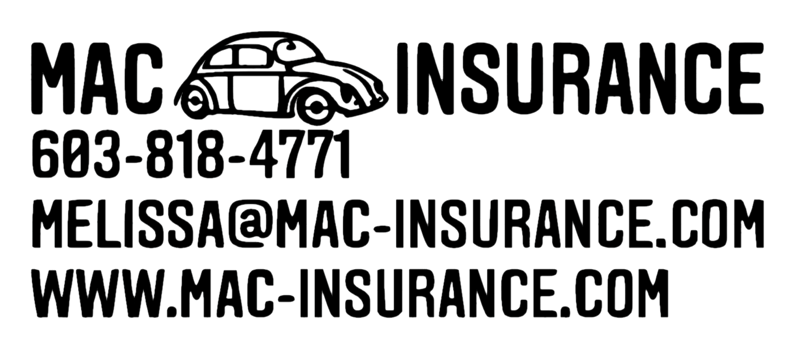 MAC INSURANCE
603-818-4771
MELISSA@MAC-INSURANCE.COM
WWW.MAC-INSURANCE.COM